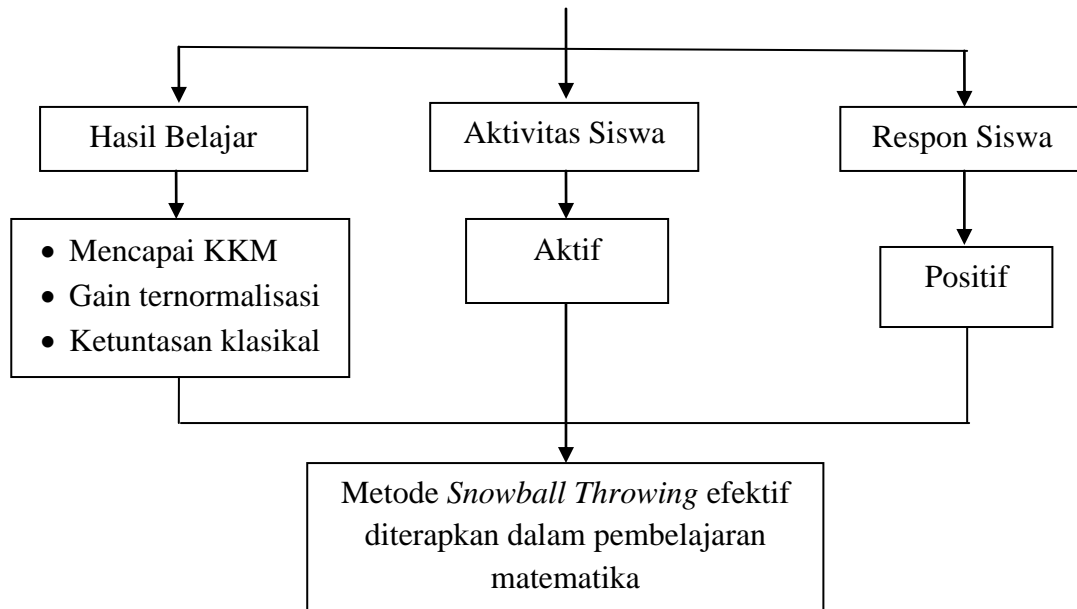 Hasil Belajar
Aktivitas Siswa
Respon Siswa
• Mencapai KKM
• Gain ternormalisasi
• Ketuntasan klasikal
Aktif
Positif
Metode Snowball Throwing efektif
diterapkan dalam pembelajaran
matematika